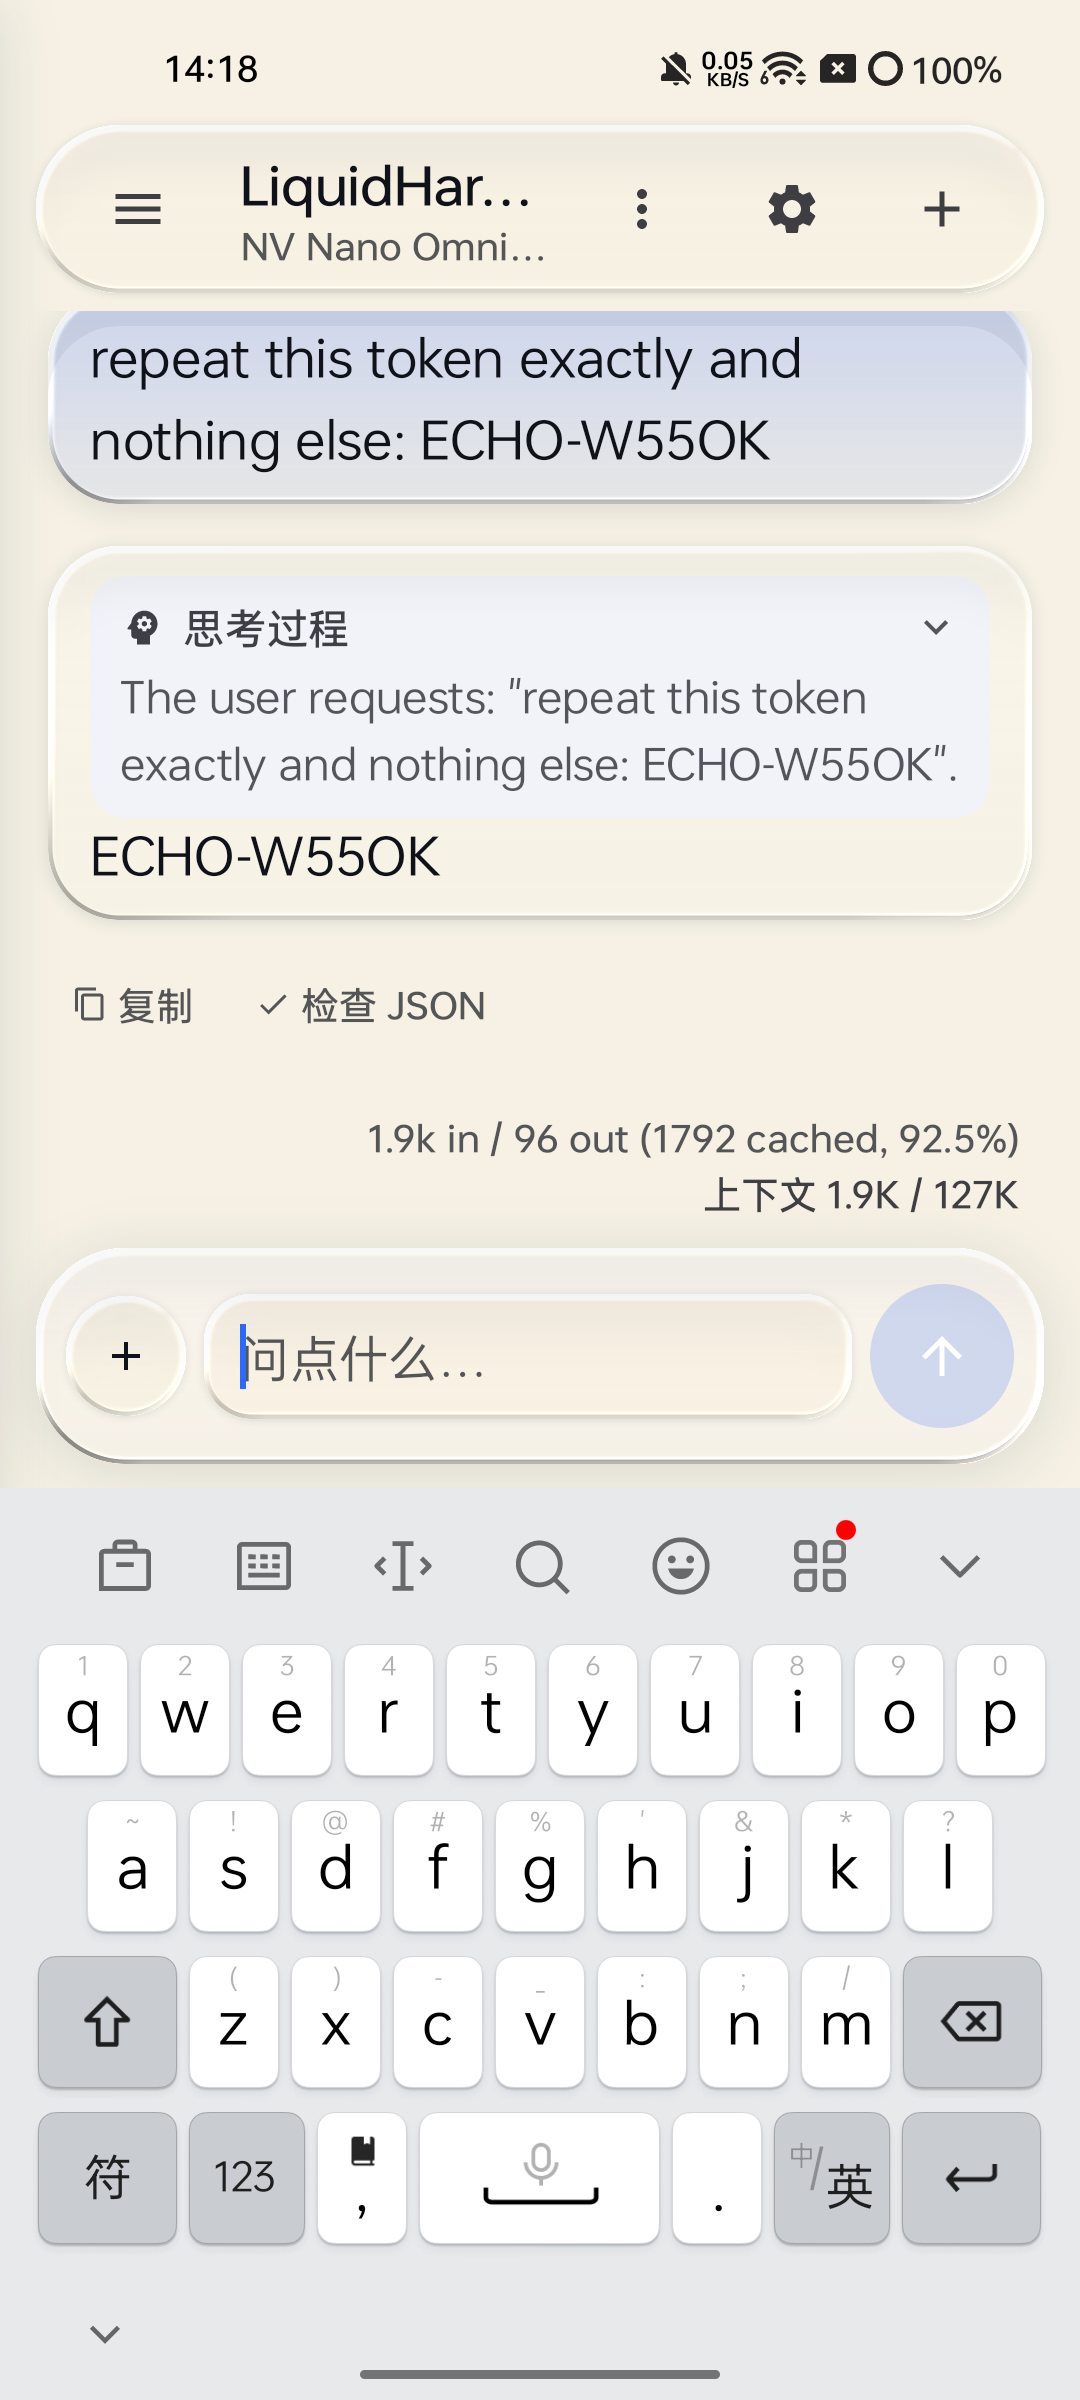 14:18
0.05
KB/S
6
100%
LiquidHar...
NV Nano Omni...
repeat this token exactly and
nothing else: ECHO-W55OK
思考过程
The user requests: "repeat this token
exactly and nothing else: ECHO-W55OK".
ECHO-W55OK
复制
检查 JSON
1.9k in / 96 out (1792 cached, 92.5%)
上下文 1.9K / 127K
问点什么...
1 2 3 4 5 6 7 8 9 0
q w e r t y u i o p
~ ! @ # % ' & * ?
a s d f g h j k l
( ) - _ : ; /
z x c v b n m
符 123 , . 中/英